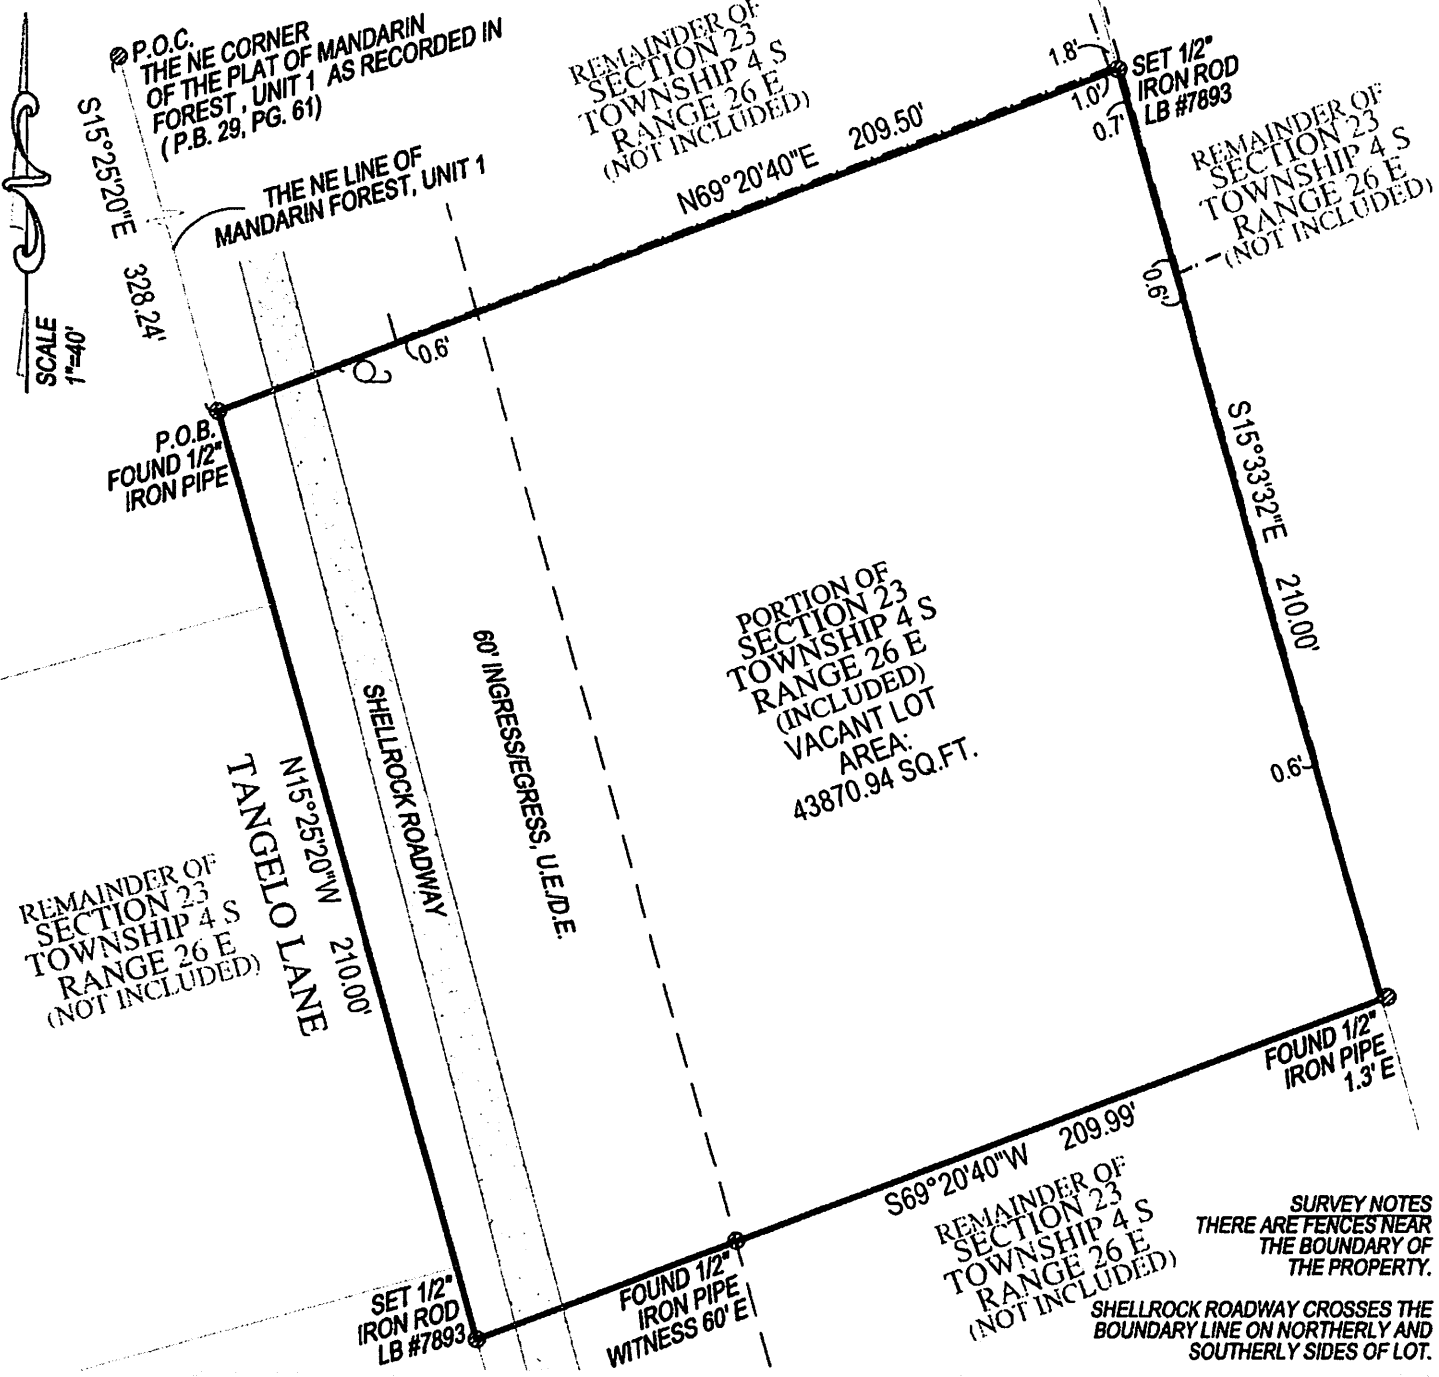 P.O.C.
THE NE CORNER
OF THE PLAT OF MANDARIN
FOREST , UNIT 1 AS RECORDED IN
( P.B. 29, PG. 61)
S15°25'20"E 328.24'
THE NE LINE OF
MANDARIN FOREST, UNIT 1
SCALE
1"=40'
REMAINDER OF
SECTION 23
TOWNSHIP 4 S
RANGE 26 E
(NOT INCLUDED)
N69°20'40"E 209.50'
1.8'
1.0'
0.7'
SET 1/2"
IRON ROD
LB #7893
REMAINDER OF
SECTION 23
TOWNSHIP 4 S
RANGE 26 E
(NOT INCLUDED)
0.6'
0.6'
P.O.B.
FOUND 1/2"
IRON PIPE
S15°33'32"E 210.00'
PORTION OF
SECTION 23
TOWNSHIP 4 S
RANGE 26 E
(INCLUDED)
VACANT LOT
AREA:
43870.94 SQ.FT.
60' INGRESS/EGRESS, U.E./D.E.
SHELLROCK ROADWAY
N15°25'20"W 210.00'
TANGELO LANE
0.6'
REMAINDER OF
SECTION 23
TOWNSHIP 4 S
RANGE 26 E
(NOT INCLUDED)
FOUND 1/2"
IRON PIPE
1.3' E
S69°20'40"W 209.99'
REMAINDER OF
SECTION 23
TOWNSHIP 4 S
RANGE 26 E
(NOT INCLUDED)
SET 1/2"
IRON ROD
LB #7893
FOUND 1/2"
IRON PIPE
WITNESS 60' E
SURVEY NOTES
THERE ARE FENCES NEAR
THE BOUNDARY OF
THE PROPERTY.
SHELLROCK ROADWAY CROSSES THE
BOUNDARY LINE ON NORTHERLY AND
SOUTHERLY SIDES OF LOT.